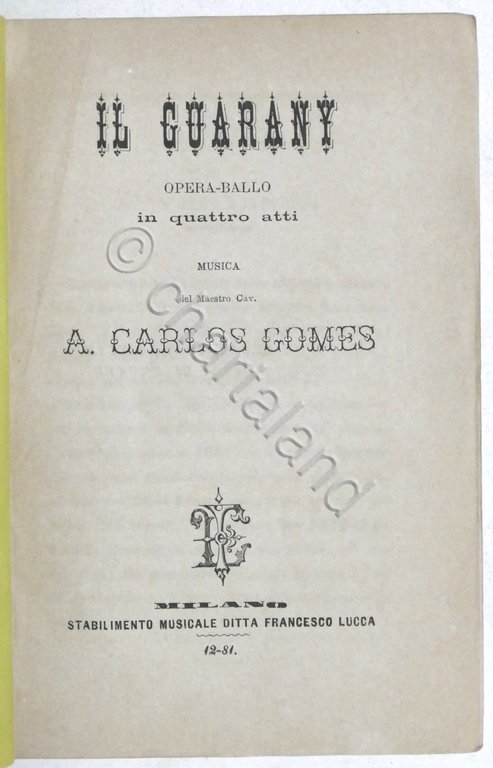 IL GUARANY
OPERA-BALLO
in quattro atti
MUSICA
del Maestro Cav.
A. CARLOS GOMES
© chartaland
MILANO
STABILIMENTO MUSICALE DITTA FRANCESCO LUCCA
12-81.